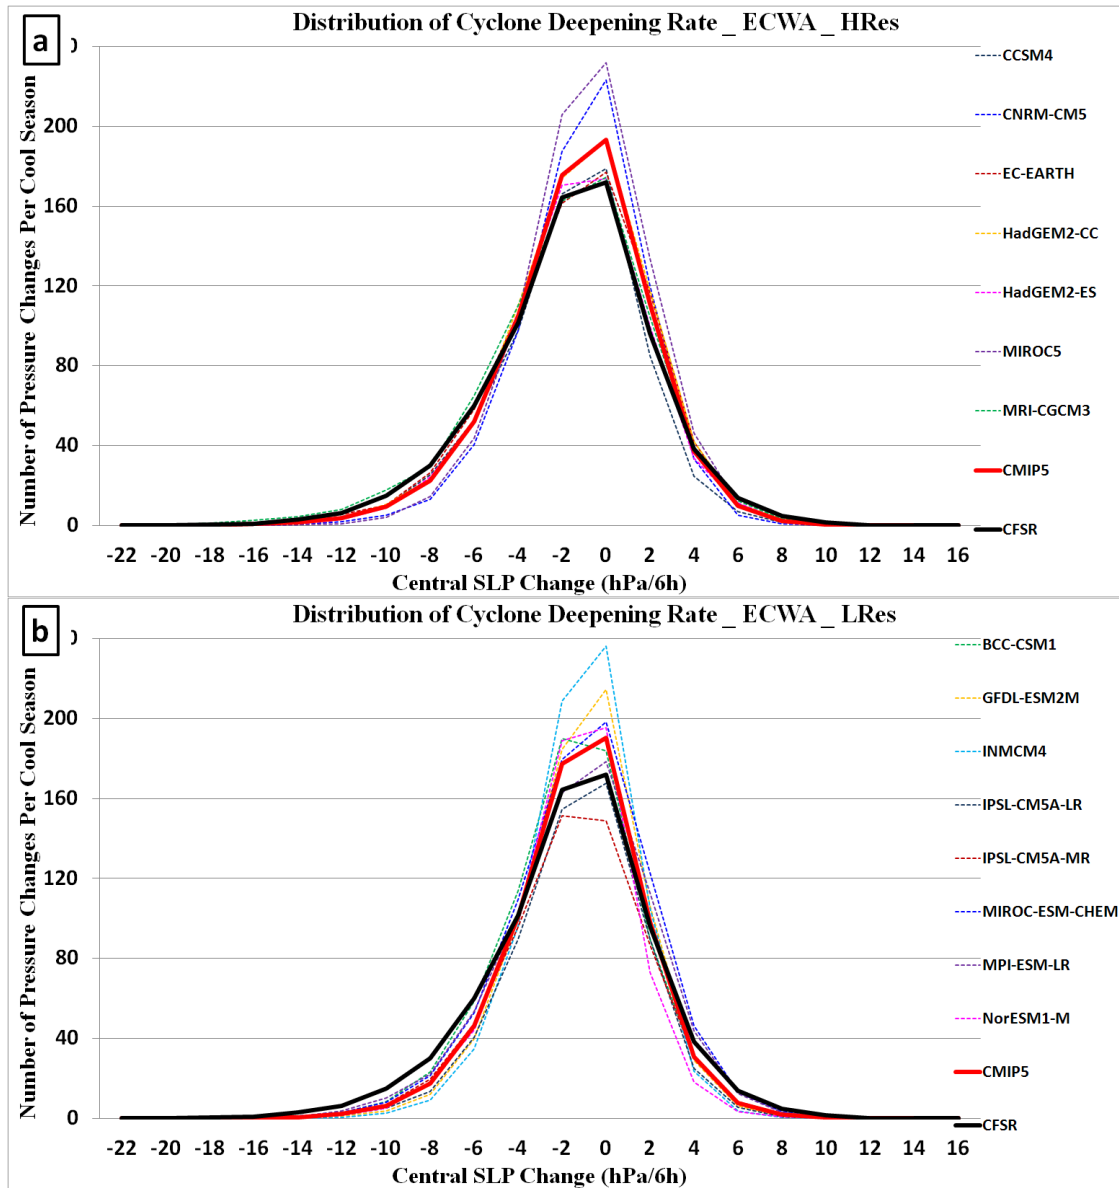 Distribution of Cyclone Deepening Rate _ ECWA _ HRes
a
Number of Pressure Changes Per Cool Season
200
160
120
80
40
0
-22 -20 -18 -16 -14 -12 -10 -8 -6 -4 -2 0 2 4 6 8 10 12 14 16
Central SLP Change (hPa/6h)
CCSM4
CNRM-CM5
EC-EARTH
HadGEM2-CC
HadGEM2-ES
MIROC5
MRI-CGCM3
CMIP5
CFSR
Distribution of Cyclone Deepening Rate _ ECWA _ LRes
b
Number of Pressure Changes Per Cool Season
200
160
120
80
40
0
-22 -20 -18 -16 -14 -12 -10 -8 -6 -4 -2 0 2 4 6 8 10 12 14 16
Central SLP Change (hPa/6h)
BCC-CSM1
GFDL-ESM2M
INMCM4
IPSL-CM5A-LR
IPSL-CM5A-MR
MIROC-ESM-CHEM
MPI-ESM-LR
NorESM1-M
CMIP5
CFSR